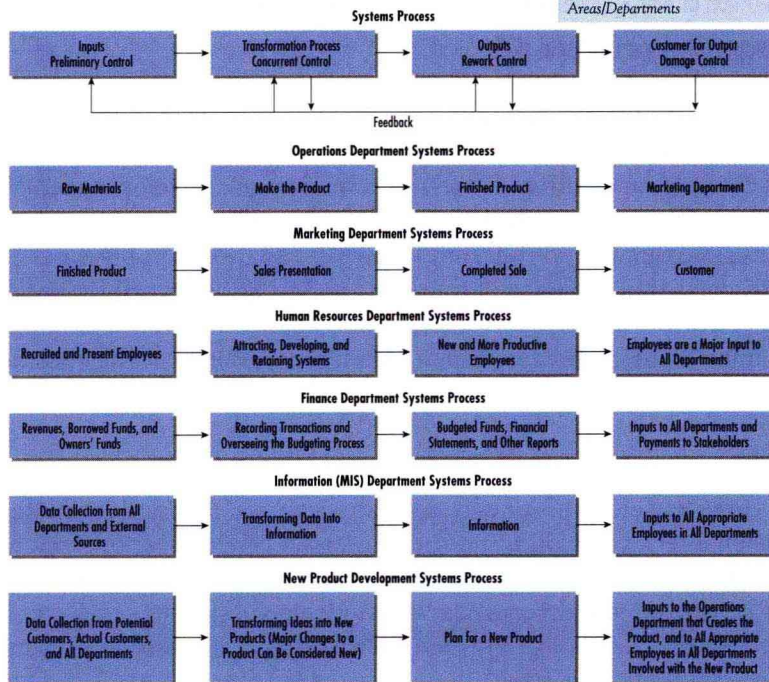 Areas/Departments
Systems Process
Inputs
Preliminary Control
Transformation Process
Concurrent Control
Outputs
Rework Control
Customer for Output
Damage Control
Feedback
Operations Department Systems Process
Raw Materials
Make the Product
Finished Product
Marketing Department
Marketing Department Systems Process
Finished Product
Sales Presentation
Completed Sale
Customer
Human Resources Department Systems Process
Recruited and Present Employees
Attracting, Developing, and
Retaining Systems
New and More Productive
Employees
Employees are a Major Input to
All Departments
Finance Department Systems Process
Revenues, Borrowed Funds, and
Owners' Funds
Recording Transactions and
Overseeing the Budgeting Process
Budgeted Funds, Financial
Statements, and Other Reports
Inputs to All Departments and
Payments to Stakeholders
Information (MIS) Department Systems Process
Data Collection from All
Departments and External
Sources
Transforming Data Into
Information
Information
Inputs to All Appropriate
Employees in All Departments
New Product Development Systems Process
Data Collection from Potential
Customers, Actual Customers,
and All Departments
Transforming Ideas into New
Products (Major Changes to a
Product Can Be Considered New)
Plan for a New Product
Inputs to the Operations
Department that Creates the
Product, and to All Appropriate
Employees in All Departments
Involved with the New Product